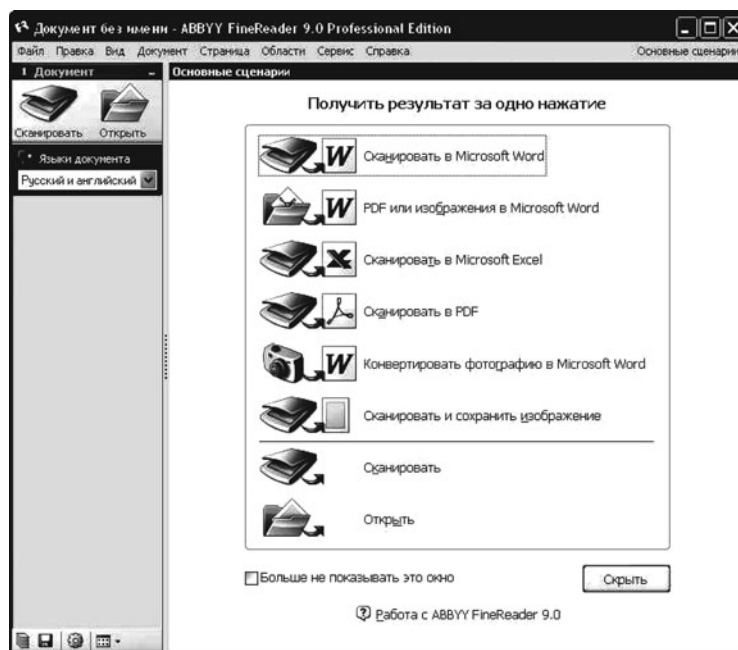 Документ без имени - ABBYY FineReader 9.0 Professional Edition
Файл Правка Вид Документ Страница Области Сервис Справка Основные сценарии
1 Документ
Основные сценарии
Сканировать Открыть
Языки документа
Русский и английский
Получить результат за одно нажатие
Сканировать в Microsoft Word
PDF или изображения в Microsoft Word
Сканировать в Microsoft Excel
Сканировать в PDF
Конвертировать фотографию в Microsoft Word
Сканировать и сохранить изображение
Сканировать
Открыть
Больше не показывать это окно
Скрыть
Работа с ABBYY FineReader 9.0